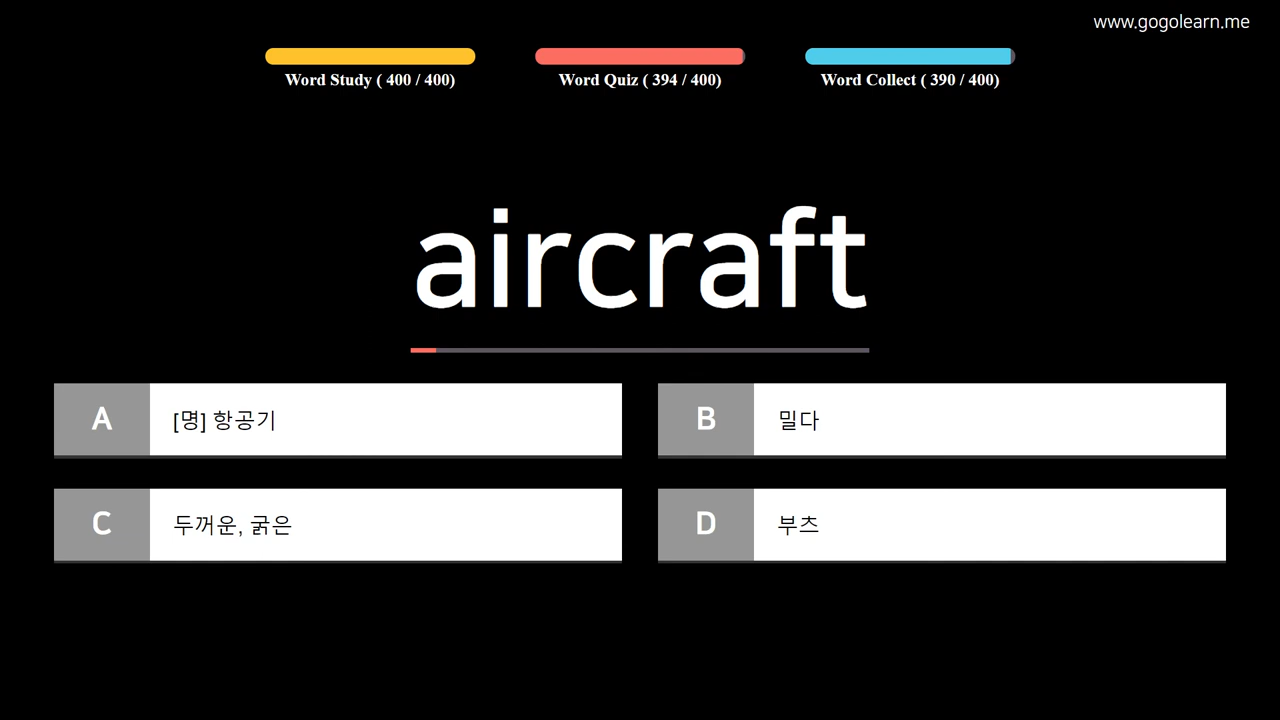 www.gogolearn.me
Word Study ( 400 / 400)
Word Quiz ( 394 / 400)
Word Collect ( 390 / 400)
aircraft
A [명] 항공기
B 밀다
C 두꺼운, 굵은
D 부츠